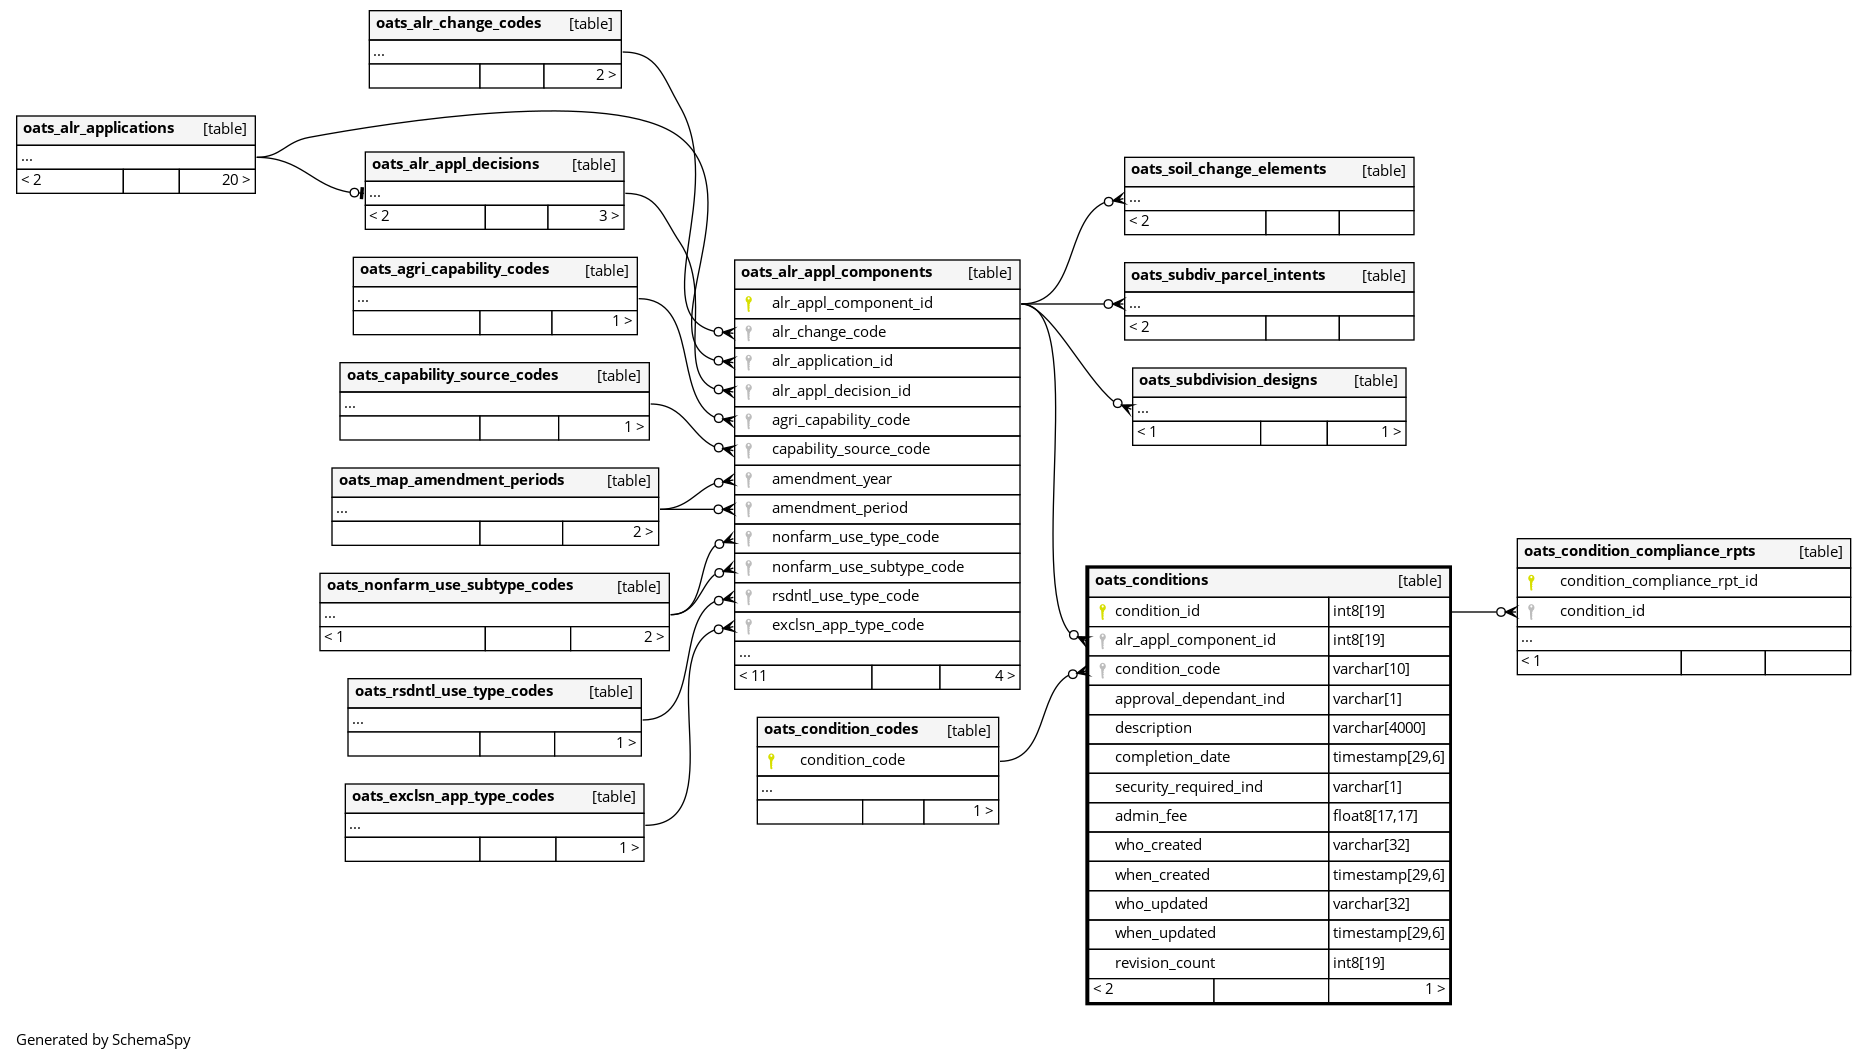 oats_alr_change_codes [table]
...
2 >
oats_alr_applications [table]
...
< 2 20 >
oats_alr_appl_decisions [table]
...
< 2 3 >
oats_agri_capability_codes [table]
...
1 >
oats_capability_source_codes [table]
...
1 >
oats_map_amendment_periods [table]
...
2 >
oats_nonfarm_use_subtype_codes [table]
...
< 1 2 >
oats_rsdntl_use_type_codes [table]
...
1 >
oats_exclsn_app_type_codes [table]
...
1 >
oats_alr_appl_components [table]
alr_appl_component_id
alr_change_code
alr_application_id
alr_appl_decision_id
agri_capability_code
capability_source_code
amendment_year
amendment_period
nonfarm_use_type_code
nonfarm_use_subtype_code
rsdntl_use_type_code
exclsn_app_type_code
...
< 11 4 >
oats_condition_codes [table]
condition_code
...
1 >
oats_soil_change_elements [table]
...
< 2
oats_subdiv_parcel_intents [table]
...
< 2
oats_subdivision_designs [table]
...
< 1 1 >
oats_conditions [table]
condition_id int8[19]
alr_appl_component_id int8[19]
condition_code varchar[10]
approval_dependant_ind varchar[1]
description varchar[4000]
completion_date timestamp[29,6]
security_required_ind varchar[1]
admin_fee float8[17,17]
who_created varchar[32]
when_created timestamp[29,6]
who_updated varchar[32]
when_updated timestamp[29,6]
revision_count int8[19]
< 2 1 >
oats_condition_compliance_rpts [table]
condition_compliance_rpt_id
condition_id
...
< 1
Generated by SchemaSpy